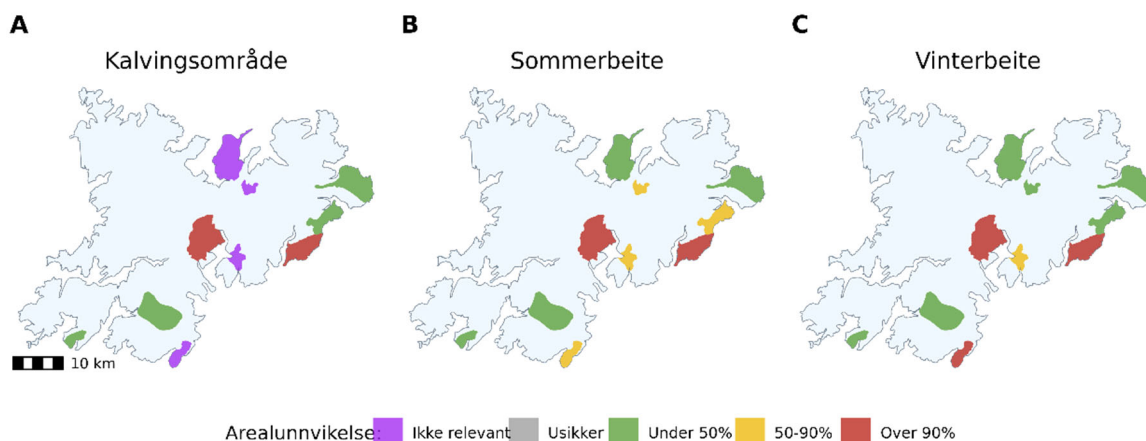 A
B
C
Kalvingsområde
Sommerbeite
Vinterbeite
10 km
Arealunnvikelse: Ikke relevant Usikker Under 50% 50-90% Over 90%